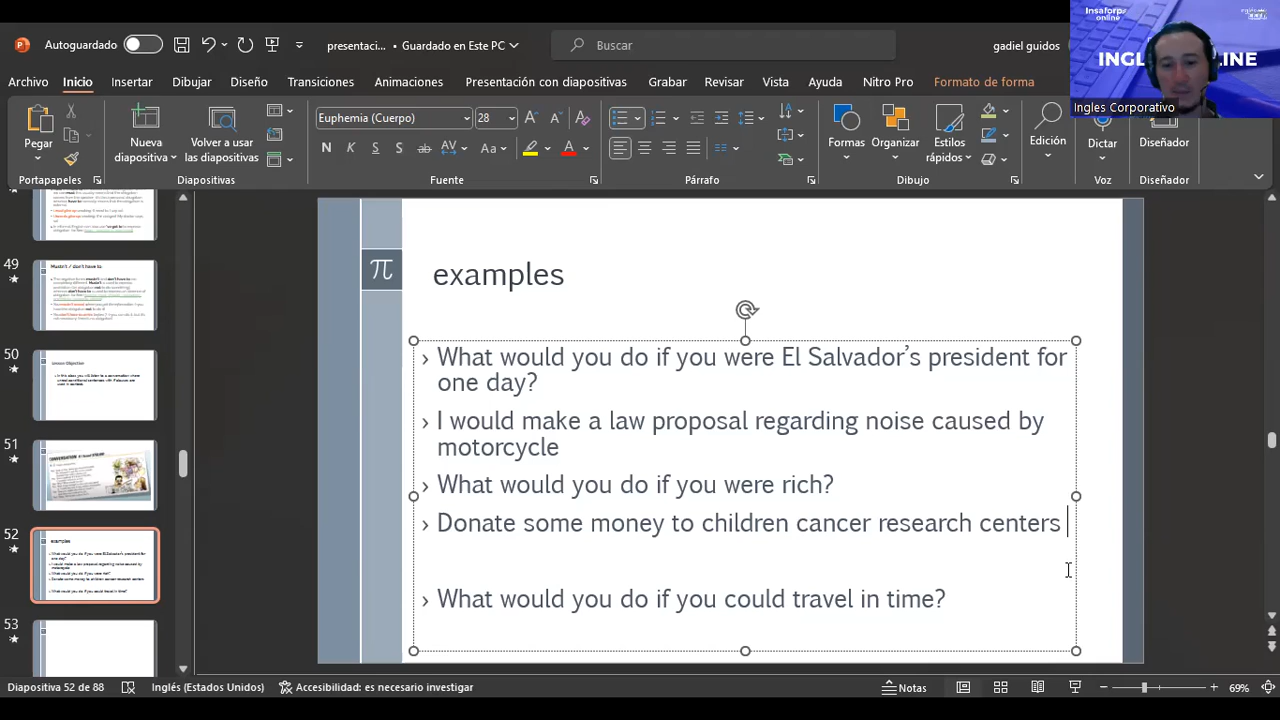 Autoguardado
present... • Guardado en Este PC
Buscar
gadiel guidos
Insaforp
online
INGL
INE
Ingles Corporativo
Archivo Inicio Insertar Dibujar Diseño Transiciones Animaciones Presentación con diapositivas Grabar Revisar Vista Ayuda Nitro Pro Formato de forma
Pegar
Nueva
diapositiva
Volver a usar
las diapositivas
Euphemia (Cuerpo) 28
N K S S ab AV Aa A
Formas Organizar Estilos
rápidos
Edición
Dictar
Diseñador
Portapapeles Diapositivas Fuente Párrafo Dibujo Voz Diseñador
49
50
51
52
53
π
examples
› What would you do if you were El Salvador's president for
one day?
› I would make a law proposal regarding noise caused by
motorcycle
› What would you do if you were rich?
› Donate some money to children cancer research centers
› What would you do if you could travel in time?
Diapositiva 52 de 88 Inglés (Estados Unidos) Accesibilidad: es necesario investigar Notas 69%